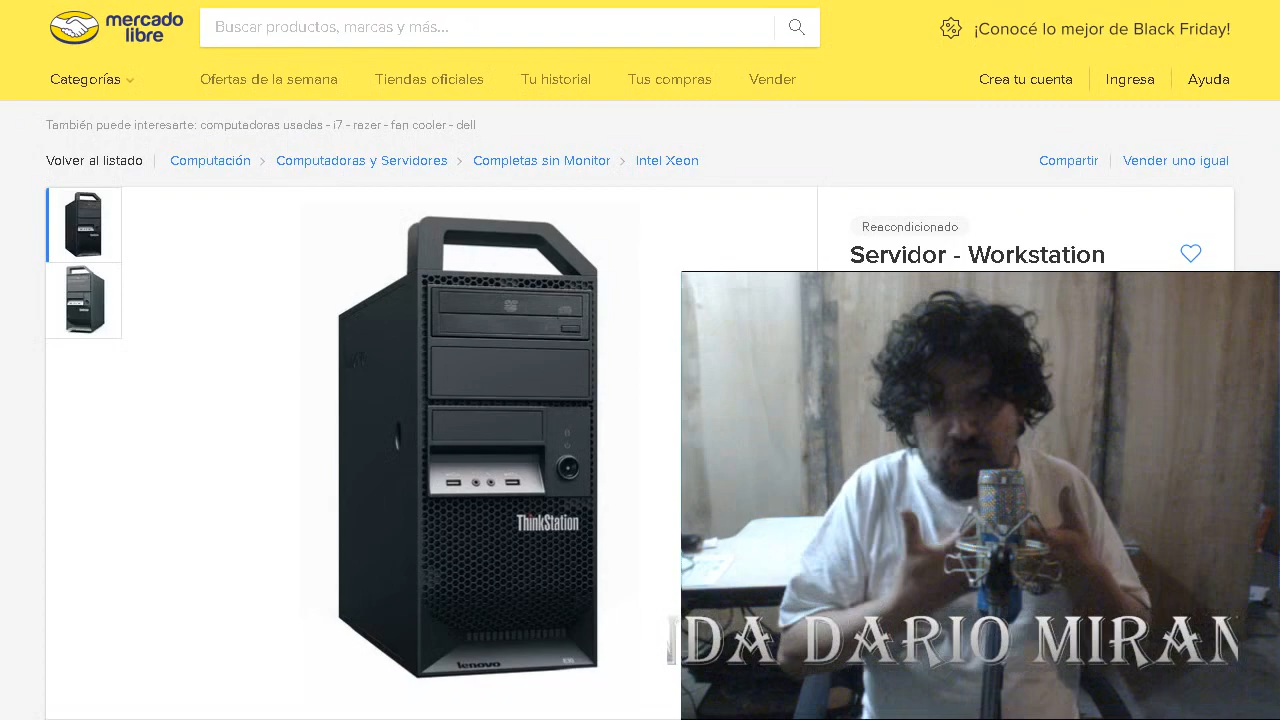 mercado
libre
Buscar productos, marcas y más...
¡Conocé lo mejor de Black Friday!
Categorías
Ofertas de la semana
Tiendas oficiales
Tu historial
Tus compras
Vender
Crea tu cuenta
Ingresa
Ayuda
También puede interesarte: computadoras usadas - i7 - razer - fan cooler - dell
Volver al listado
Computación
Computadoras y Servidores
Completas sin Monitor
Intel Xeon
Compartir
Vender uno igual
Reacondicionado
Servidor - Workstation
ThinkStation
lenovo
DA DARIO MIRAN